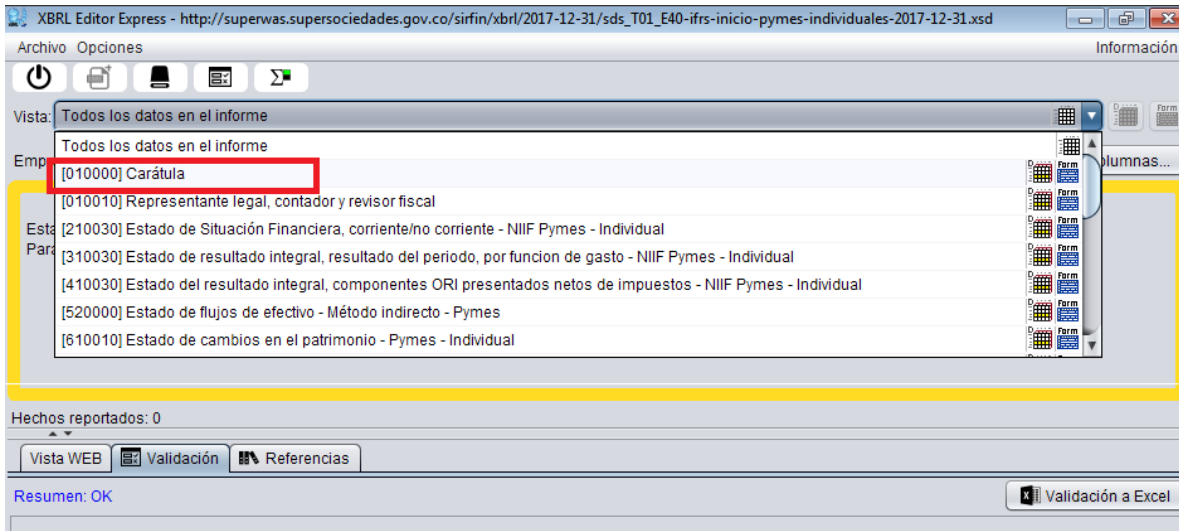 XBRL Editor Express - http://superwas.supersociedades.gov.co/sirfin/xbrl/2017-12-31/sds_T01_E40-ifrs-inicio-pymes-individuales-2017-12-31.xsd
Archivo Opciones Información
Vista: Todos los datos en el informe
Todos los datos en el informe
Emp olumnas...
[010000] Carátula
[010010] Representante legal, contador y revisor fiscal
Esta [210030] Estado de Situación Financiera, corriente/no corriente - NIIF Pymes - Individual
Para [310030] Estado de resultado integral, resultado del periodo, por funcion de gasto - NIIF Pymes - Individual
[410030] Estado del resultado integral, componentes ORI presentados netos de impuestos - NIIF Pymes - Individual
[520000] Estado de flujos de efectivo - Método indirecto - Pymes
[610010] Estado de cambios en el patrimonio - Pymes - Individual
Hechos reportados: 0
Vista WEB Validación Referencias
Resumen: OK Validación a Excel